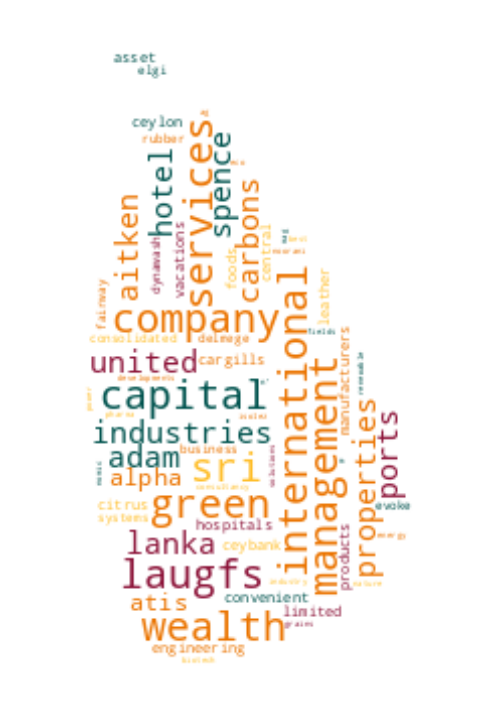 asset
elgi
ceylon
rubber
services
spence
hotel
aitken
carbons
vacations
dynawash
central
foods
leather
fairway
company
international
consolidated
delmege
fields
manufacturers
renewable
united
cargills
management
developments
capital
properties
ports
industries
adam
business
solutions
sri
alpha
consultancy
green
citrus
systems
evoke
hospitals
energy
lanka
ceybank
products
laugfs
industry
nature
convenient
atis
limited
wealth
grains
engineering
biotech